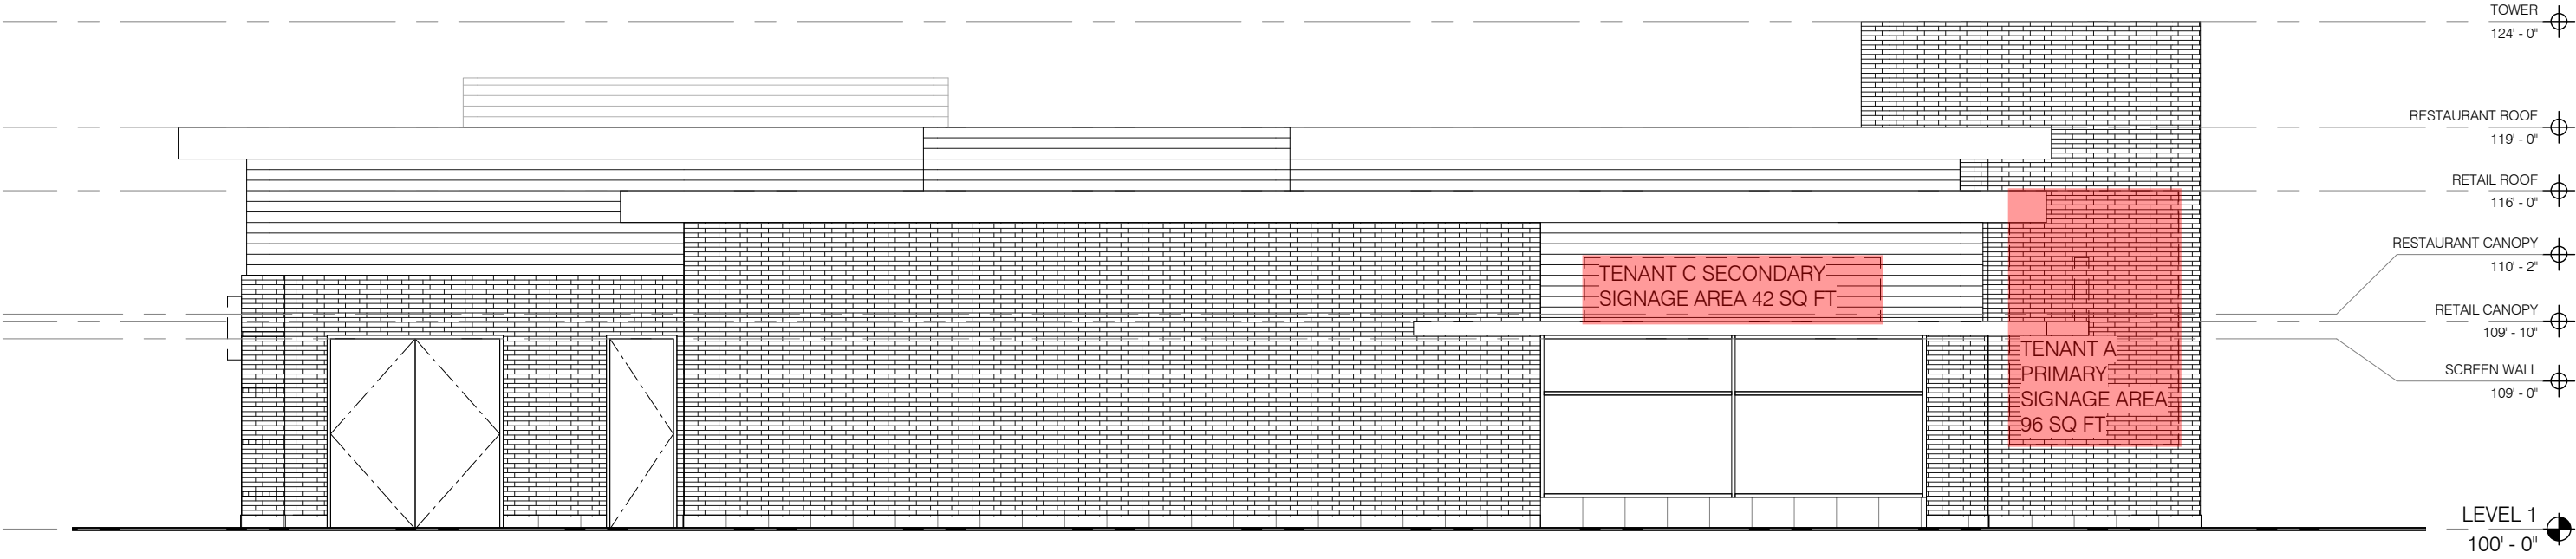 TOWER
124' - 0"
RESTAURANT ROOF
119' - 0"
RETAIL ROOF
116' - 0"
RESTAURANT CANOPY
110' - 2"
TENANT C SECONDARY
SIGNAGE AREA 42 SQ FT
RETAIL CANOPY
109' - 10"
TENANT A
PRIMARY
SIGNAGE AREA
96 SQ FT
SCREEN WALL
109' - 0"
LEVEL 1
100' - 0"